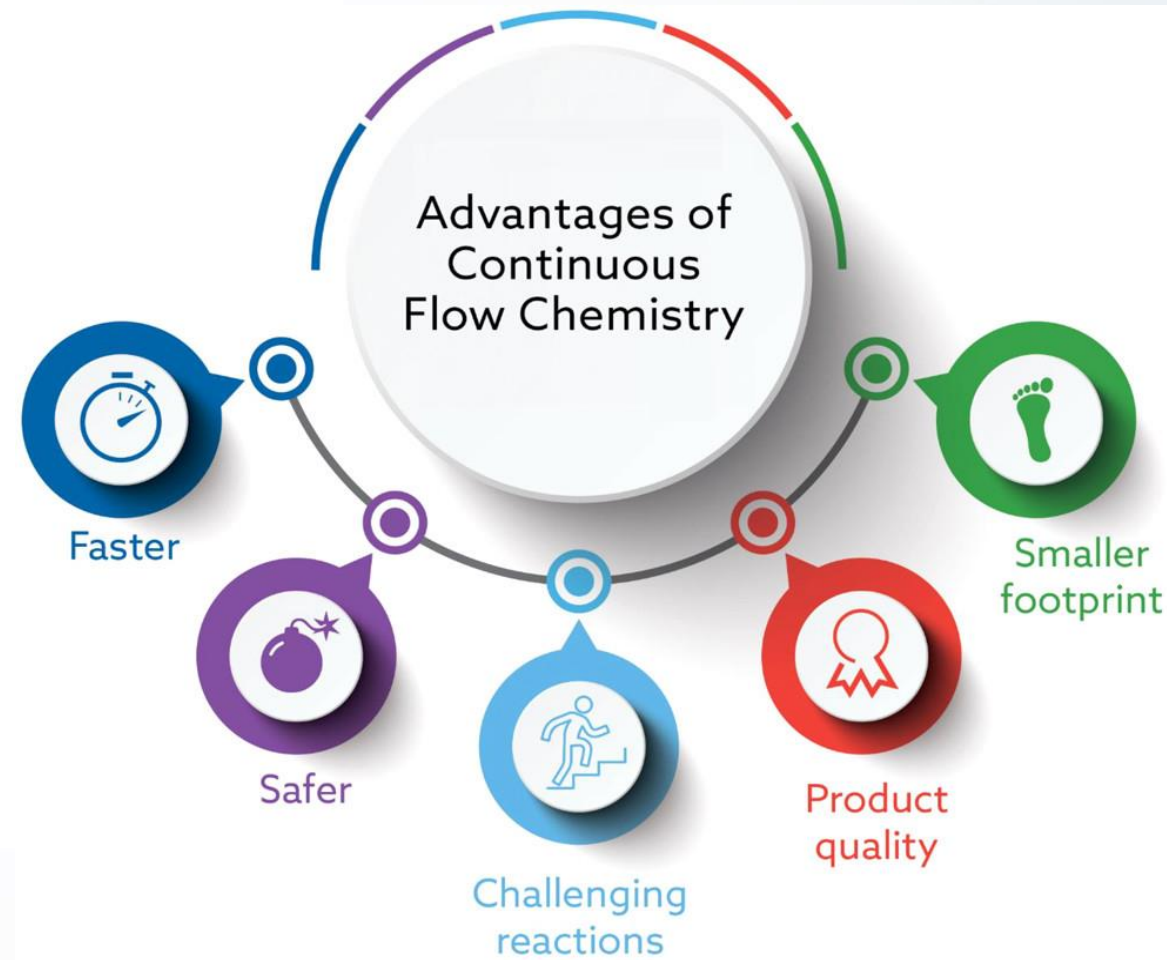 Advantages of
Continuous
Flow Chemistry
Faster
Safer
Challenging
reactions
Product
quality
Smaller
footprint